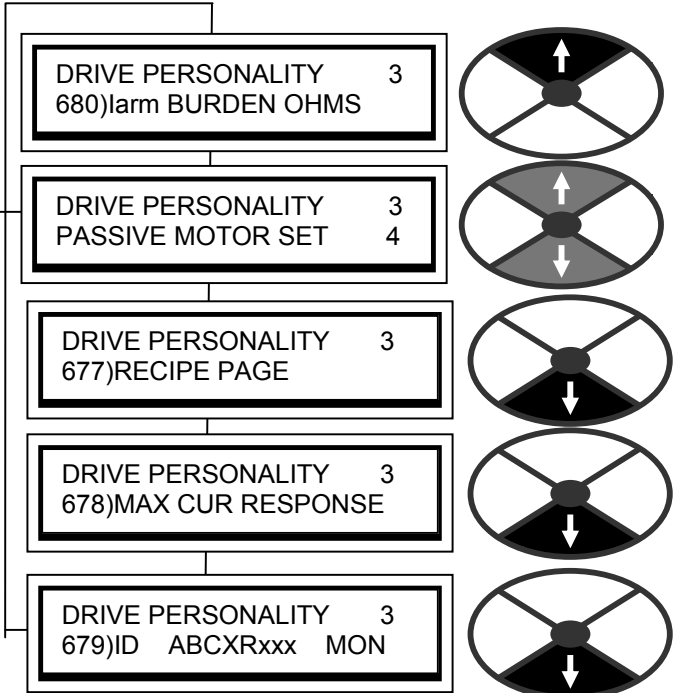 DRIVE PERSONALITY 3
680)Iarm BURDEN OHMS
DRIVE PERSONALITY 3
PASSIVE MOTOR SET 4
DRIVE PERSONALITY 3
677)RECIPE PAGE
DRIVE PERSONALITY 3
678)MAX CUR RESPONSE
DRIVE PERSONALITY 3
679)ID ABCXRxxx MON